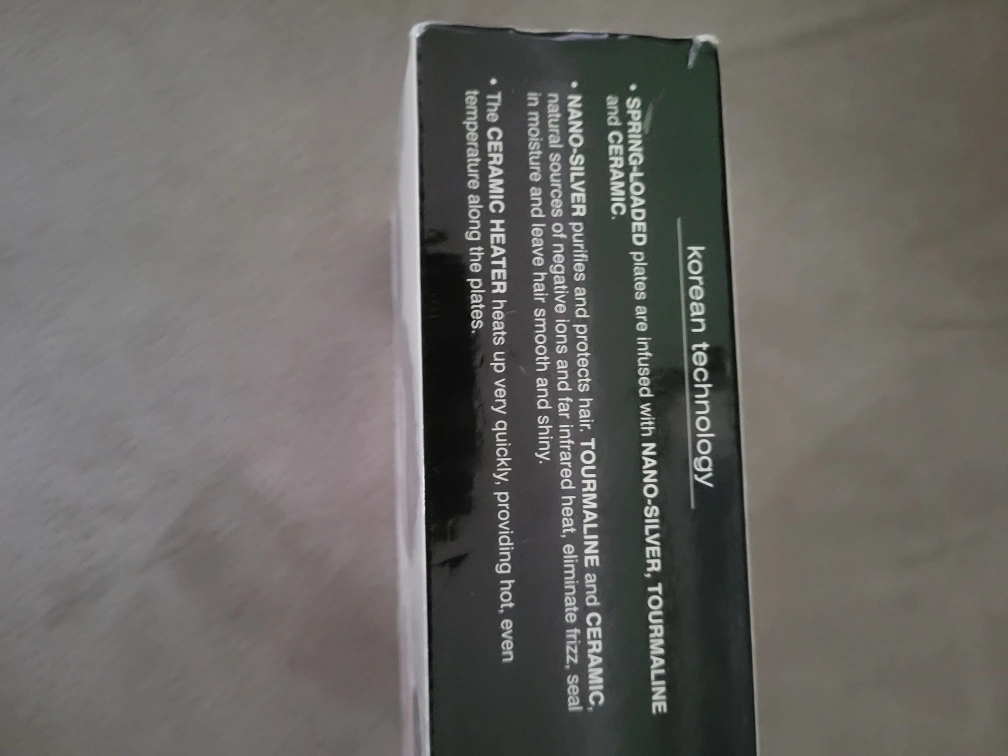 korean technology
• SPRING-LOADED plates are infused with NANO-SILVER, TOURMALINE
and CERAMIC.
• NANO-SILVER purifies and protects hair. TOURMALINE and CERAMIC,
natural sources of negative ions and far infrared heat, eliminate frizz, seal
in moisture and leave hair smooth and shiny.
• The CERAMIC HEATER heats up very quickly, providing hot, even
temperature along the plates.